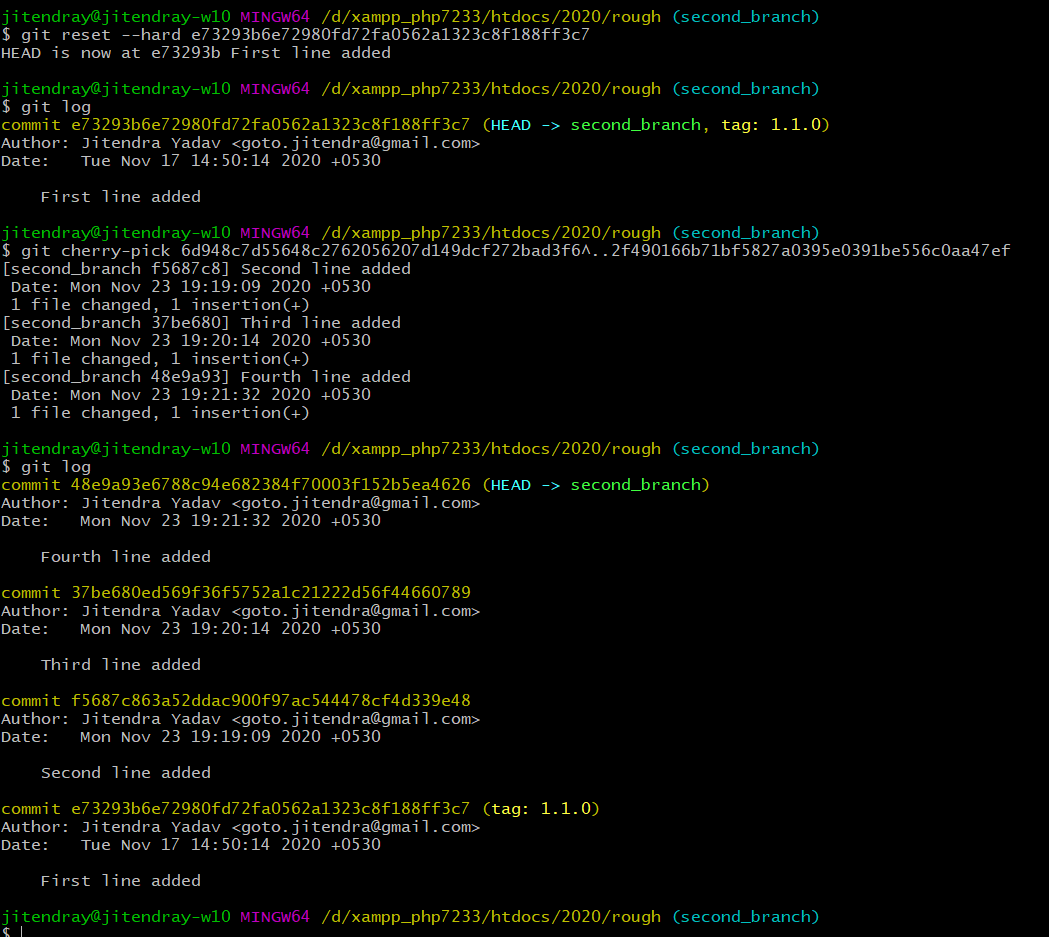 jitendray@jitendray-w10 MINGW64 /d/xampp_php7233/htdocs/2020/rough (second_branch)
$ git reset --hard e73293b6e72980fd72fa0562a1323c8f188ff3c7
HEAD is now at e73293b First line added
jitendray@jitendray-w10 MINGW64 /d/xampp_php7233/htdocs/2020/rough (second_branch)
$ git log
commit e73293b6e72980fd72fa0562a1323c8f188ff3c7 (HEAD -> second_branch, tag: 1.1.0)
Author: Jitendra Yadav <goto.jitendra@gmail.com>
Date:   Tue Nov 17 14:50:14 2020 +0530
    First line added
jitendray@jitendray-w10 MINGW64 /d/xampp_php7233/htdocs/2020/rough (second_branch)
$ git cherry-pick 6d948c7d55648c2762056207d149dcf272bad3f6^..2f490166b71bf5827a0395e0391be556c0aa47ef
[second_branch f5687c8] Second line added
 Date: Mon Nov 23 19:19:09 2020 +0530
 1 file changed, 1 insertion(+)
[second_branch 37be680] Third line added
 Date: Mon Nov 23 19:20:14 2020 +0530
 1 file changed, 1 insertion(+)
[second_branch 48e9a93] Fourth line added
 Date: Mon Nov 23 19:21:32 2020 +0530
 1 file changed, 1 insertion(+)
jitendray@jitendray-w10 MINGW64 /d/xampp_php7233/htdocs/2020/rough (second_branch)
$ git log
commit 48e9a93e6788c94e682384f70003f152b5ea4626 (HEAD -> second_branch)
Author: Jitendra Yadav <goto.jitendra@gmail.com>
Date:   Mon Nov 23 19:21:32 2020 +0530
    Fourth line added
commit 37be680ed569f36f5752a1c21222d56f44660789
Author: Jitendra Yadav <goto.jitendra@gmail.com>
Date:   Mon Nov 23 19:20:14 2020 +0530
    Third line added
commit f5687c863a52ddac900f97ac544478cf4d339e48
Author: Jitendra Yadav <goto.jitendra@gmail.com>
Date:   Mon Nov 23 19:19:09 2020 +0530
    Second line added
commit e73293b6e72980fd72fa0562a1323c8f188ff3c7 (tag: 1.1.0)
Author: Jitendra Yadav <goto.jitendra@gmail.com>
Date:   Tue Nov 17 14:50:14 2020 +0530
    First line added
jitendray@jitendray-w10 MINGW64 /d/xampp_php7233/htdocs/2020/rough (second_branch)
$